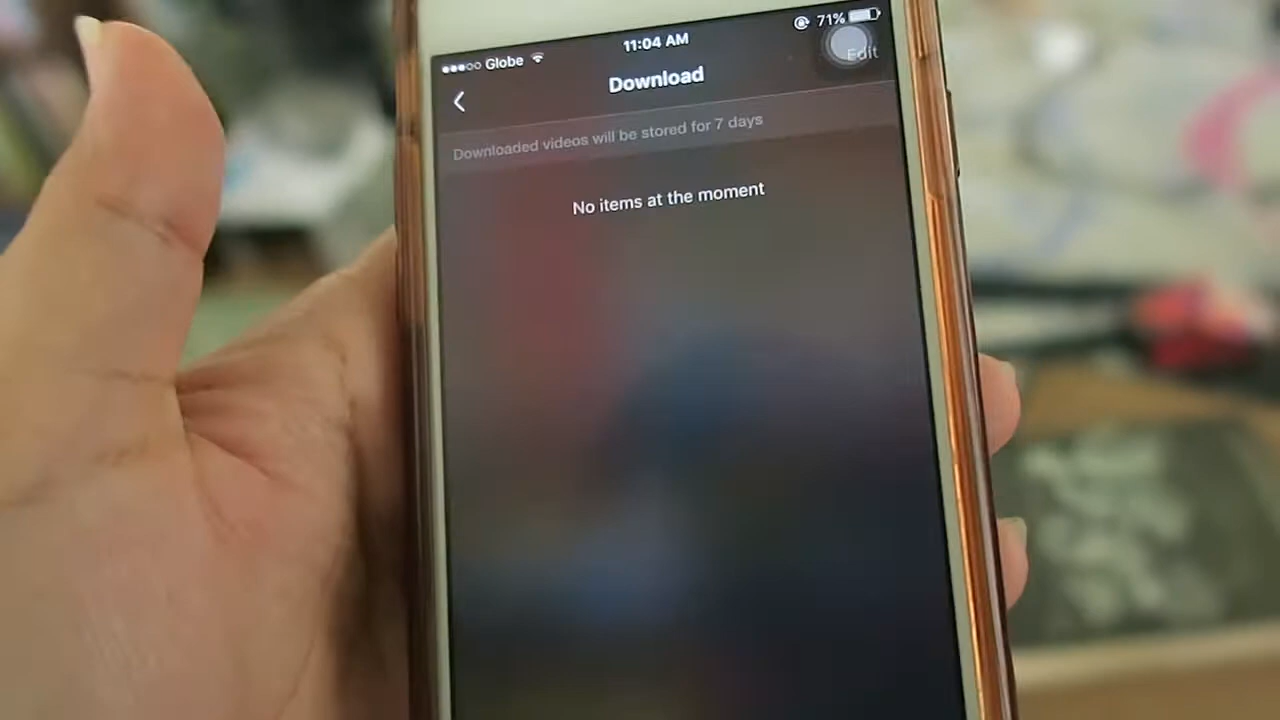 Globe 11:04 AM 71%
Download Edit
Downloaded videos will be stored for 7 days
No items at the moment